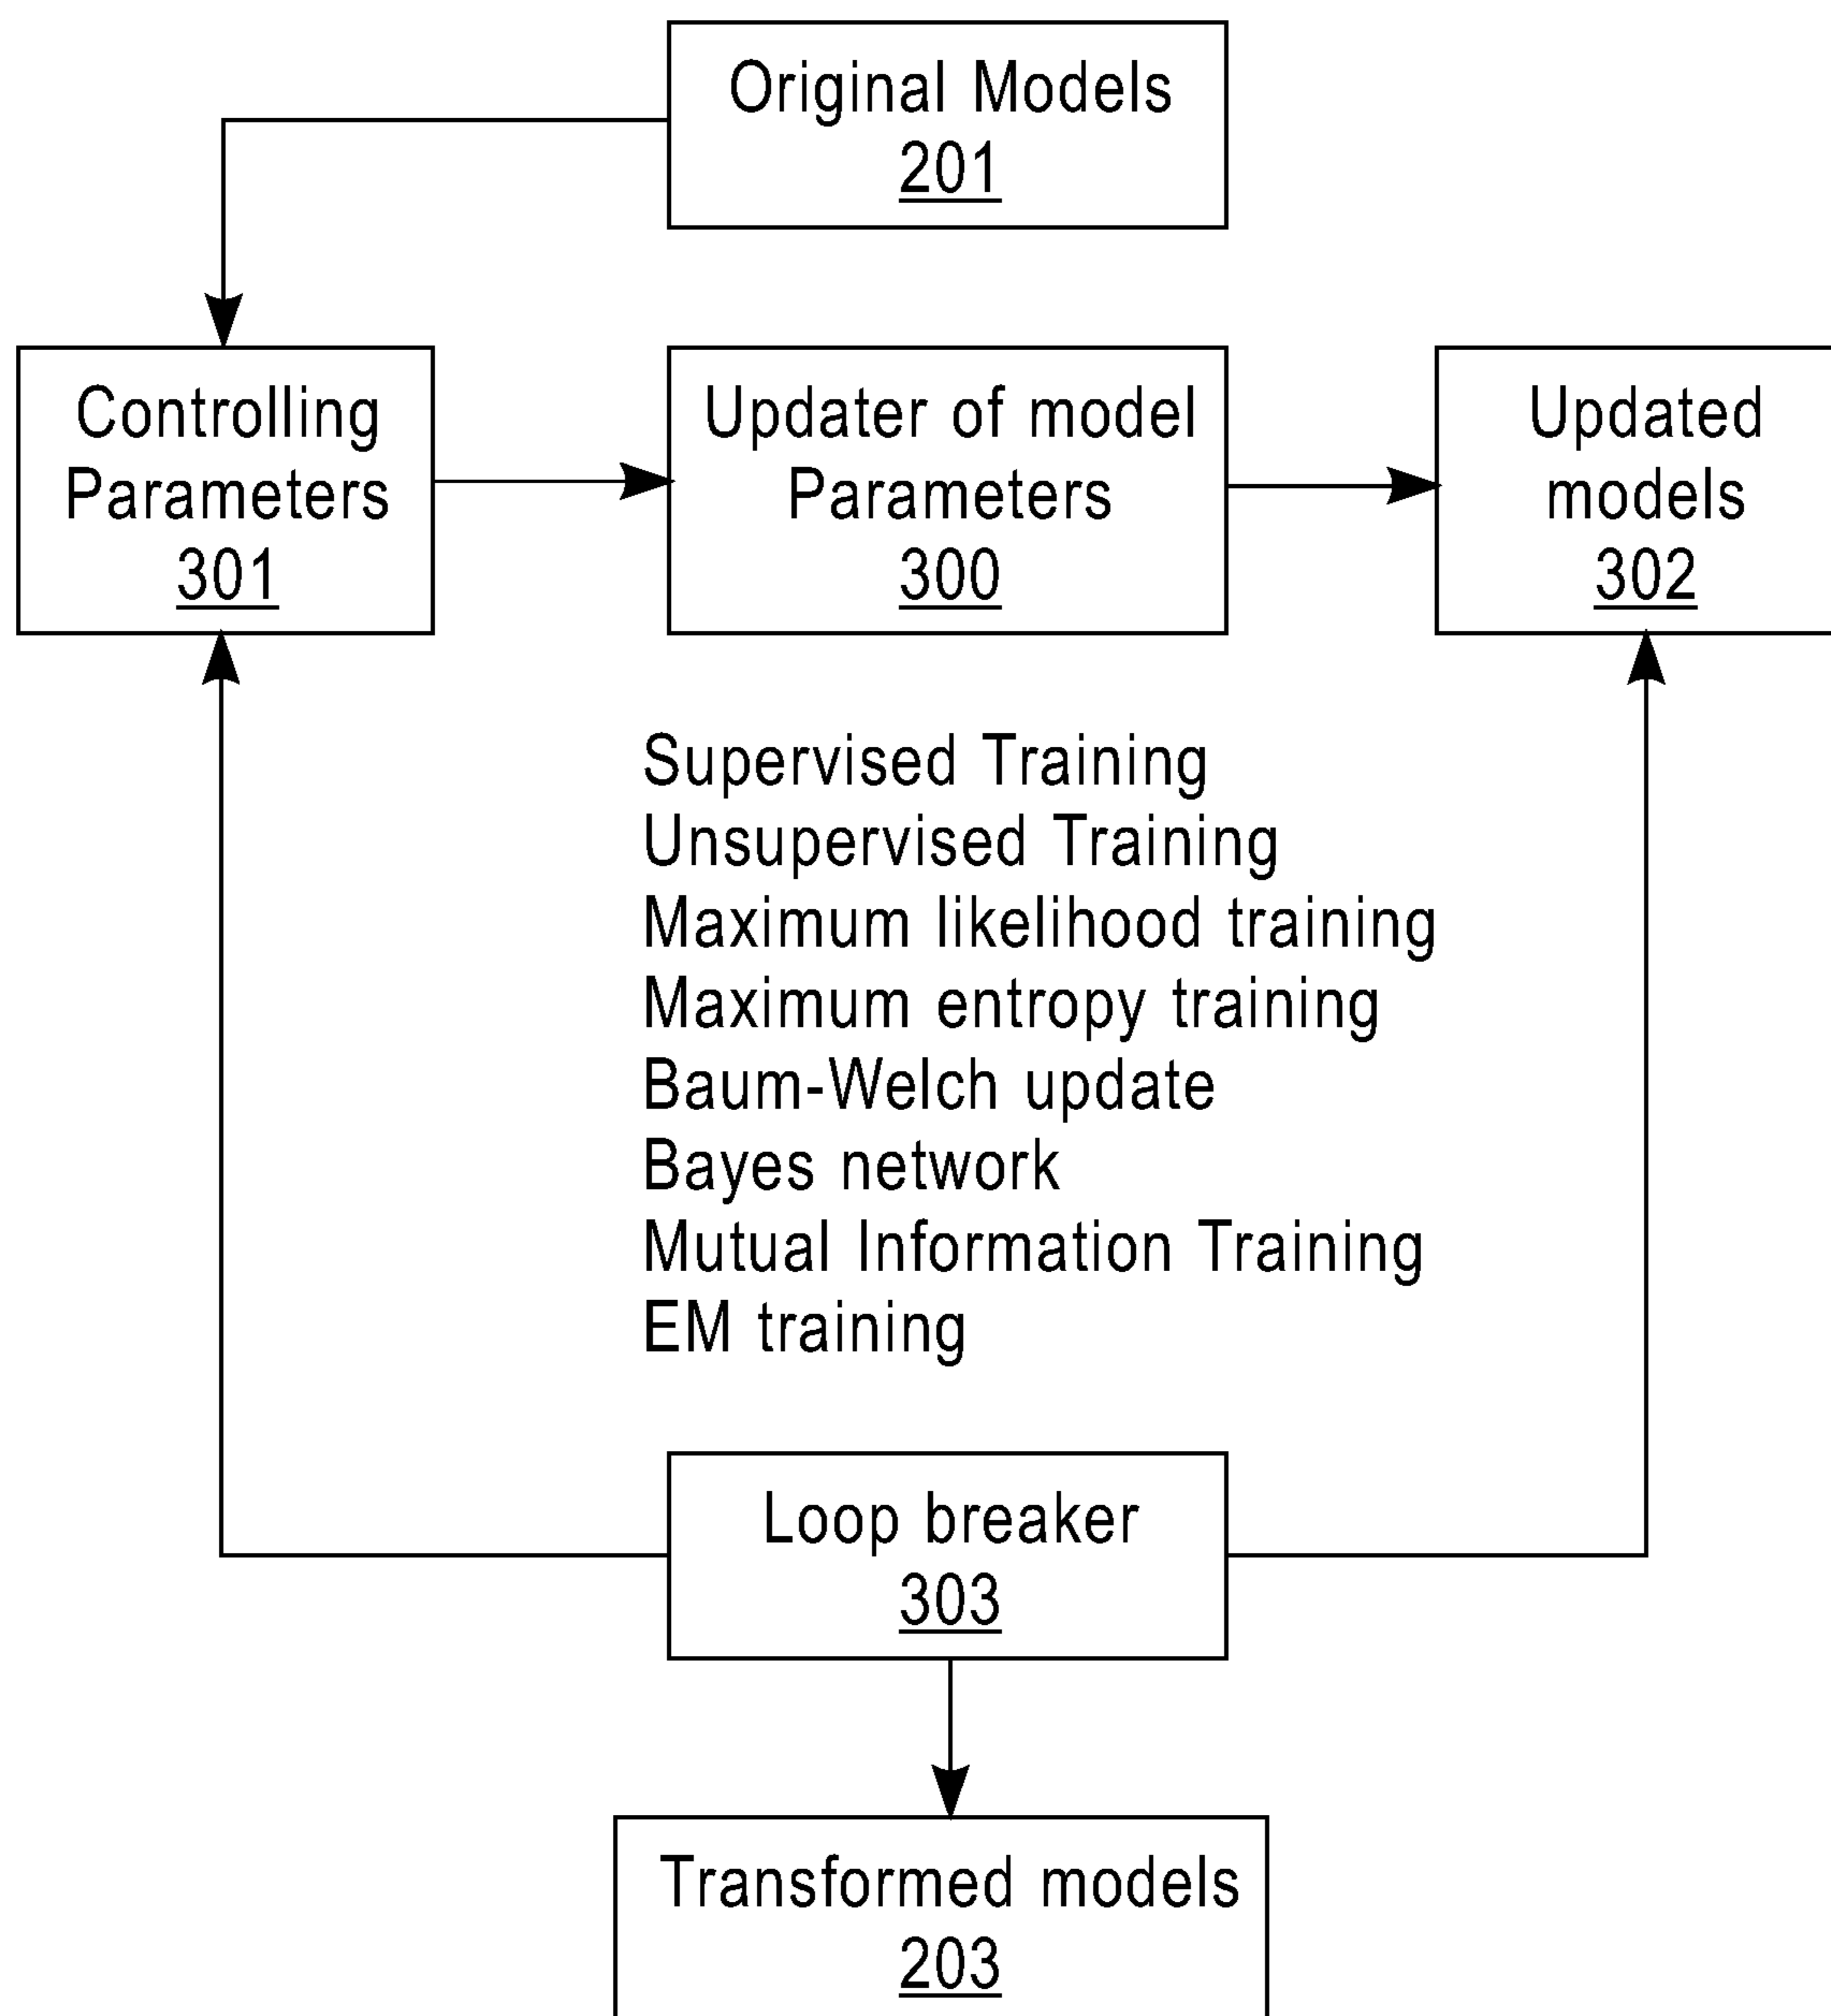 Original Models
201
Controlling
Parameters
301
Updater of model
Parameters
300
Updated
models
302
Supervised Training
Unsupervised Training
Maximum likelihood training
Maximum entropy training
Baum-Welch update
Bayes network
Mutual Information Training
EM training
Loop breaker
303
Transformed models
203